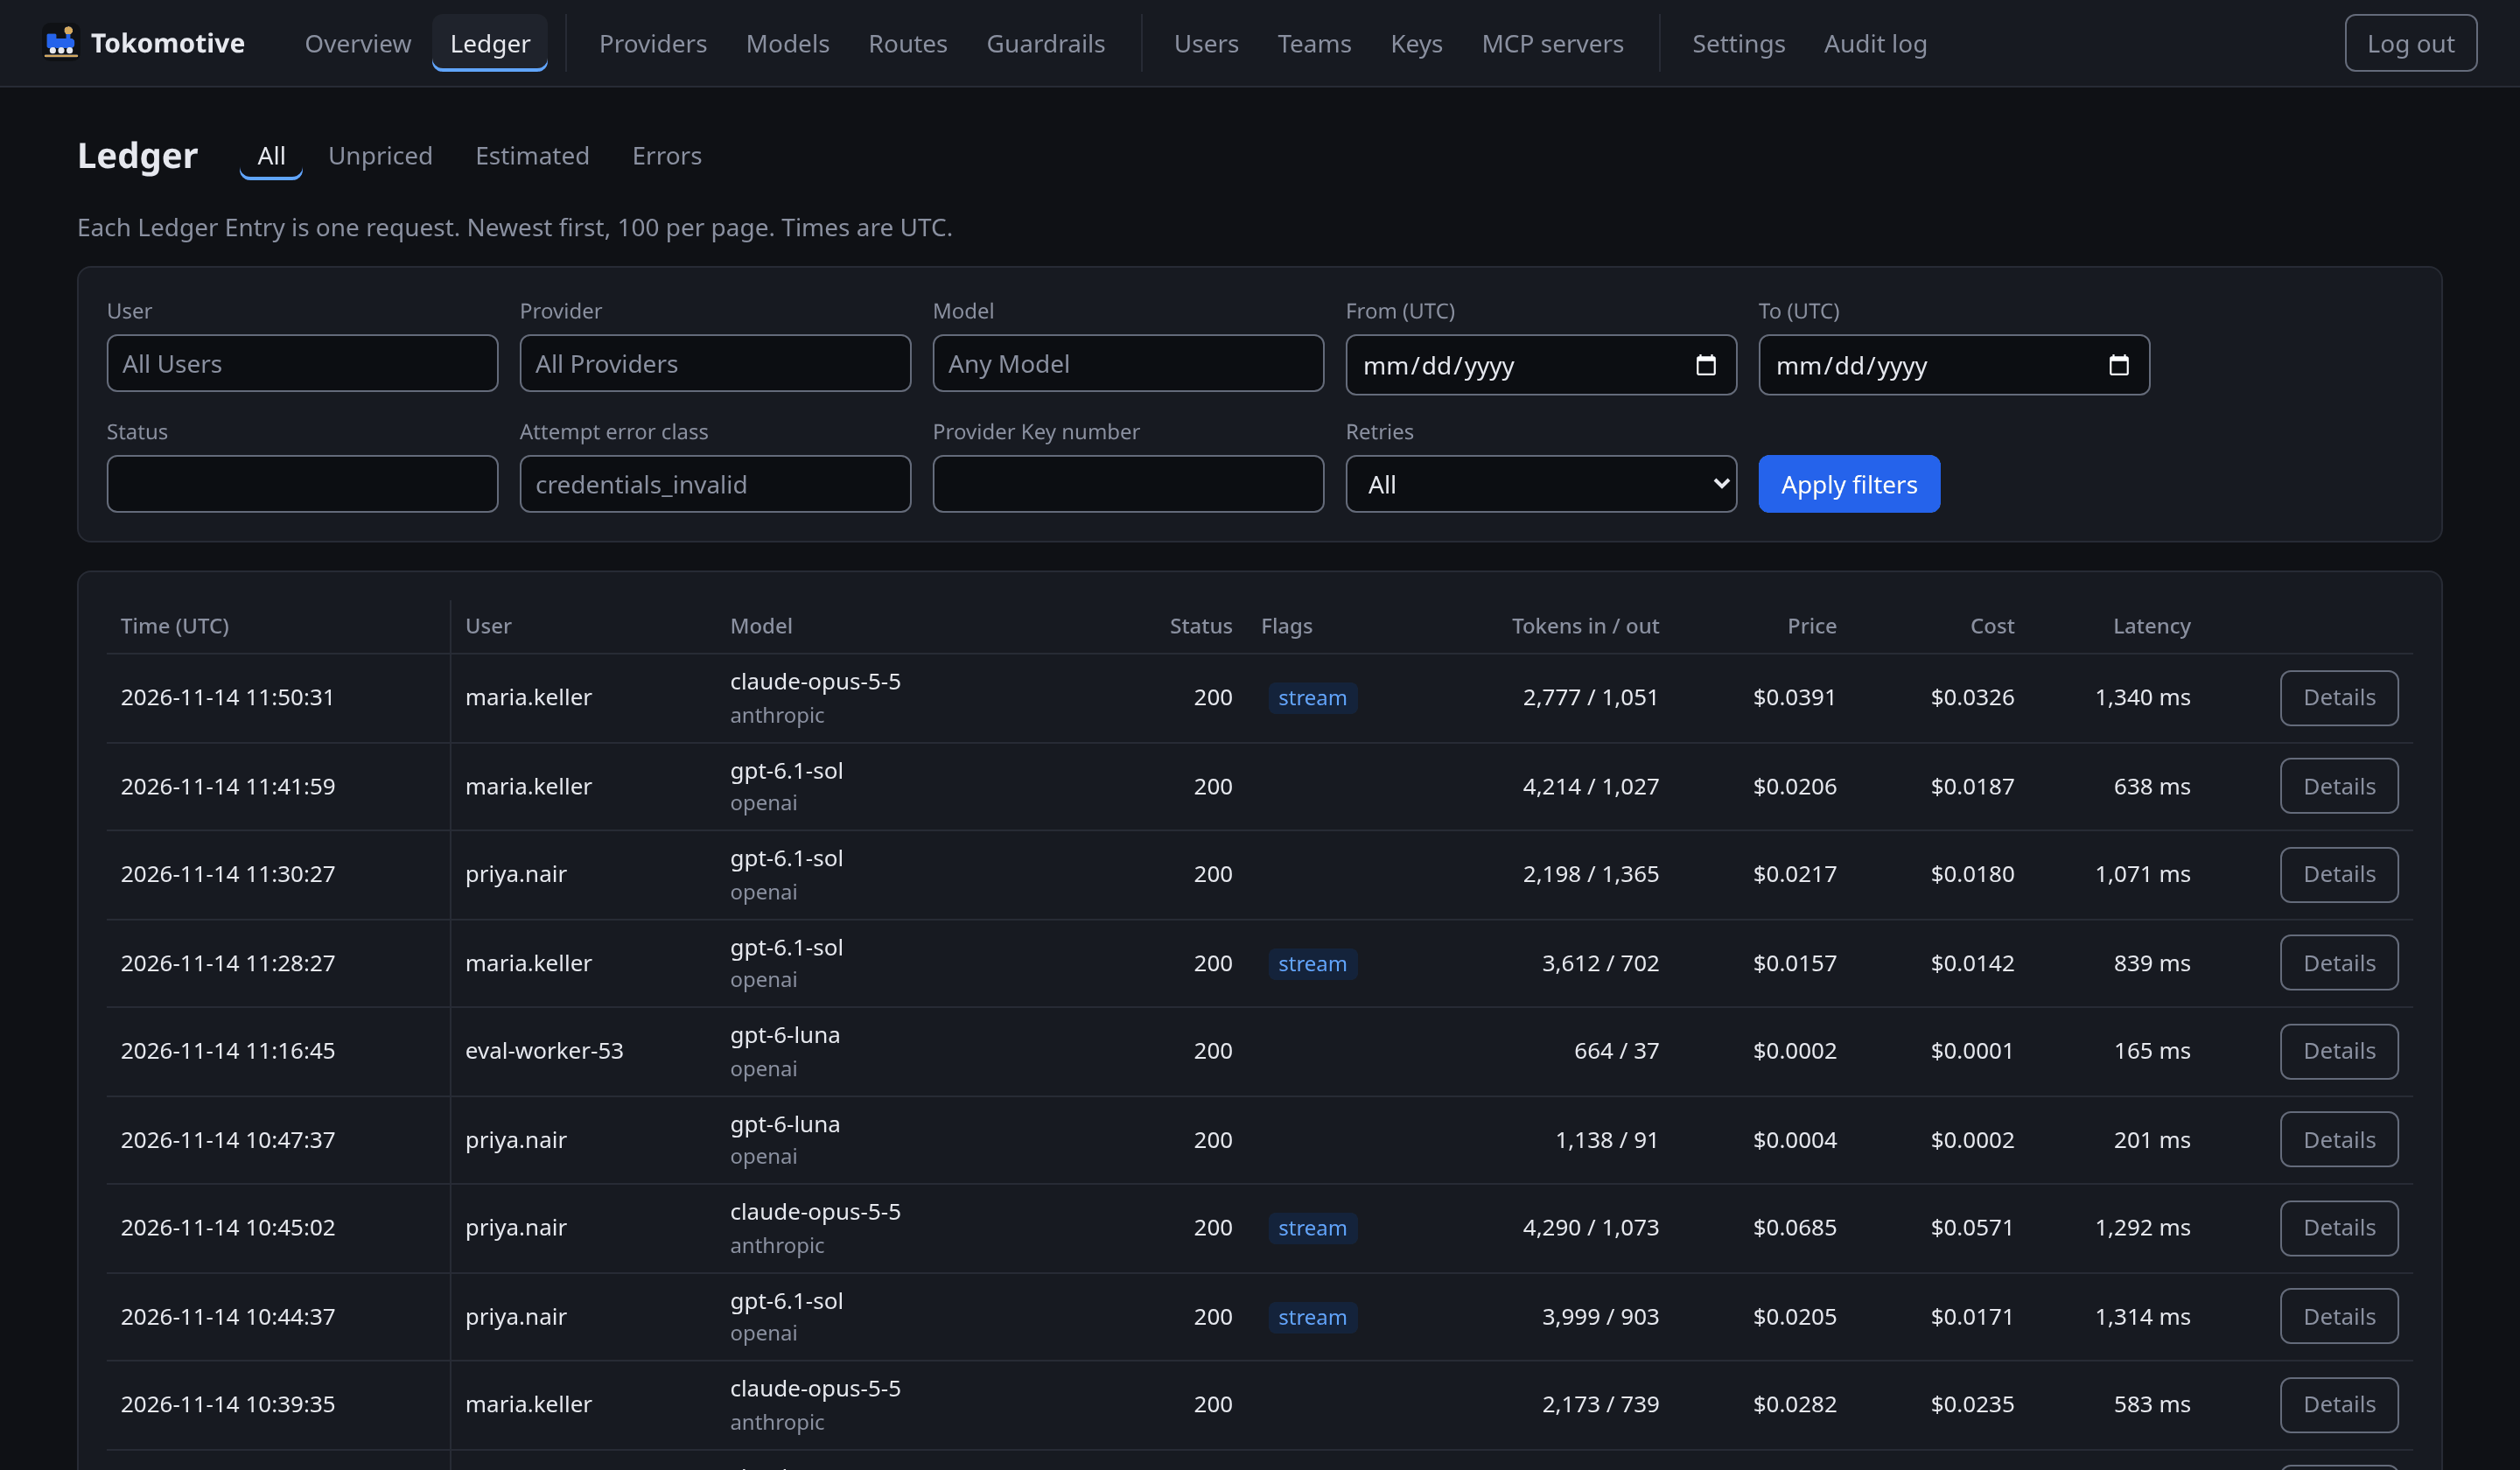 Tokomotive Overview Ledger Providers Models Routes Guardrails Users Teams Keys MCP servers Settings Audit log Log out
Ledger All Unpriced Estimated Errors
Each Ledger Entry is one request. Newest first, 100 per page. Times are UTC.
User Provider Model From (UTC) To (UTC)
All Users All Providers Any Model mm/dd/yyyy mm/dd/yyyy
Status Attempt error class Provider Key number Retries
credentials_invalid All Apply filters
Time (UTC) User Model Status Flags Tokens in / out Price Cost Latency
2026-11-14 11:50:31 maria.keller claude-opus-5-5 200 stream 2,777 / 1,051 $0.0391 $0.0326 1,340 ms Details
anthropic
2026-11-14 11:41:59 maria.keller gpt-6.1-sol 200 4,214 / 1,027 $0.0206 $0.0187 638 ms Details
openai
2026-11-14 11:30:27 priya.nair gpt-6.1-sol 200 2,198 / 1,365 $0.0217 $0.0180 1,071 ms Details
openai
2026-11-14 11:28:27 maria.keller gpt-6.1-sol 200 stream 3,612 / 702 $0.0157 $0.0142 839 ms Details
openai
2026-11-14 11:16:45 eval-worker-53 gpt-6-luna 200 664 / 37 $0.0002 $0.0001 165 ms Details
openai
2026-11-14 10:47:37 priya.nair gpt-6-luna 200 1,138 / 91 $0.0004 $0.0002 201 ms Details
openai
2026-11-14 10:45:02 priya.nair claude-opus-5-5 200 stream 4,290 / 1,073 $0.0685 $0.0571 1,292 ms Details
anthropic
2026-11-14 10:44:37 priya.nair gpt-6.1-sol 200 stream 3,999 / 903 $0.0205 $0.0171 1,314 ms Details
openai
2026-11-14 10:39:35 maria.keller claude-opus-5-5 200 2,173 / 739 $0.0282 $0.0235 583 ms Details
anthropic